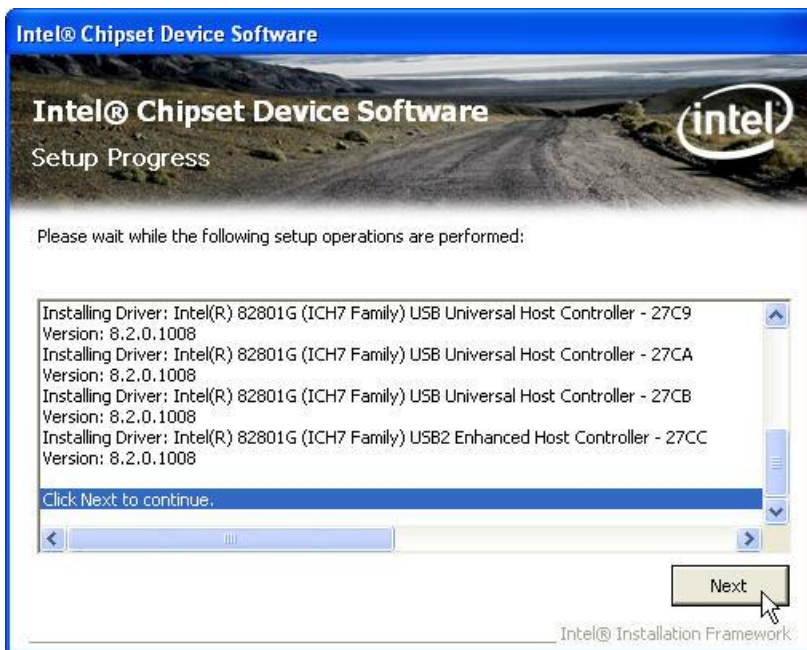 Intel® Chipset Device Software
Intel® Chipset Device Software
intel
Setup Progress
Please wait while the following setup operations are performed:
Installing Driver: Intel(R) 82801G (ICH7 Family) USB Universal Host Controller - 27C9
Version: 8.2.0.1008
Installing Driver: Intel(R) 82801G (ICH7 Family) USB Universal Host Controller - 27CA
Version: 8.2.0.1008
Installing Driver: Intel(R) 82801G (ICH7 Family) USB Universal Host Controller - 27CB
Version: 8.2.0.1008
Installing Driver: Intel(R) 82801G (ICH7 Family) USB2 Enhanced Host Controller - 27CC
Version: 8.2.0.1008
Click Next to continue.
Next
Intel® Installation Framework